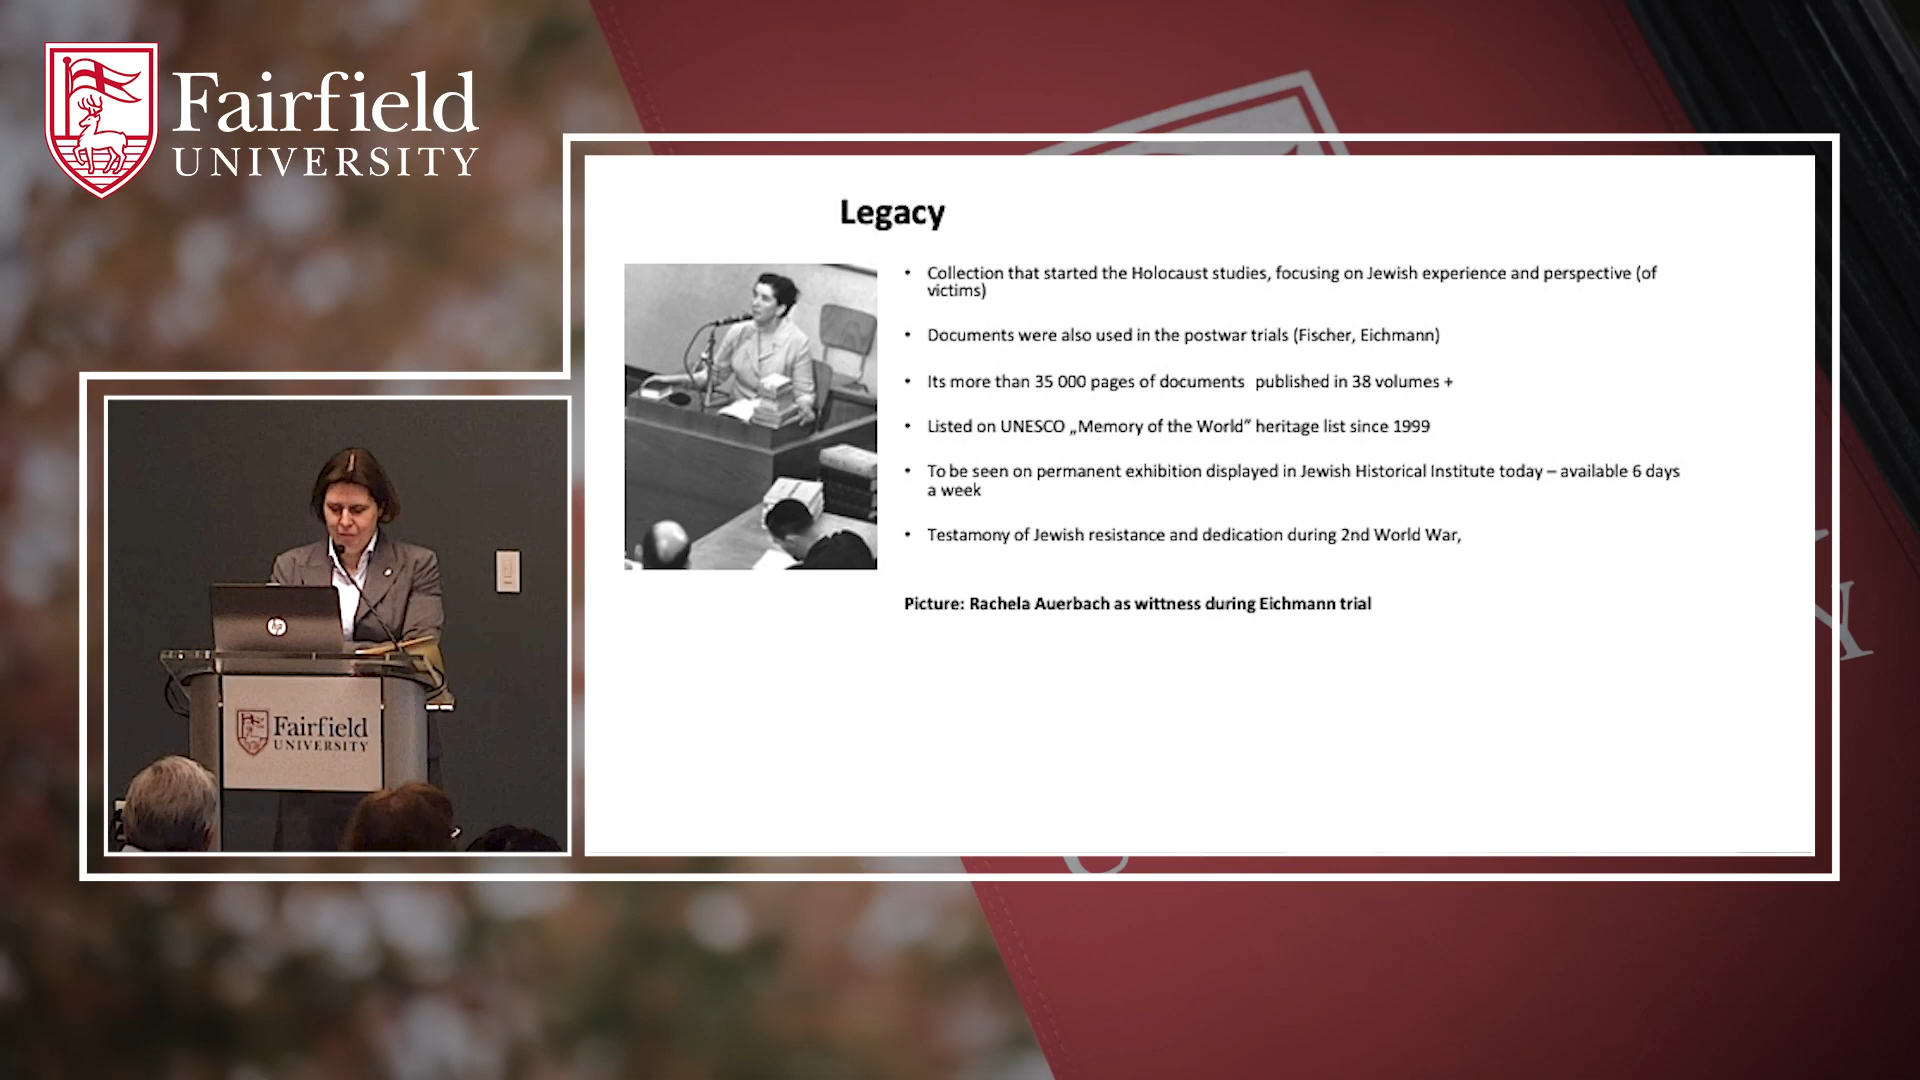 Fairfield
UNIVERSITY
Legacy
• Collection that started the Holocaust studies, focusing on Jewish experience and perspective (of
victims)
• Documents were also used in the postwar trials (Fischer, Eichmann)
• Its more than 35 000 pages of documents published in 38 volumes +
• Listed on UNESCO „Memory of the World” heritage list since 1999
• To be seen on permanent exhibition displayed in Jewish Historical Institute today – available 6 days
a week
• Testamony of Jewish resistance and dedication during 2nd World War,
Picture: Rachela Auerbach as wittness during Eichmann trial
hp
Fairfield
UNIVERSITY